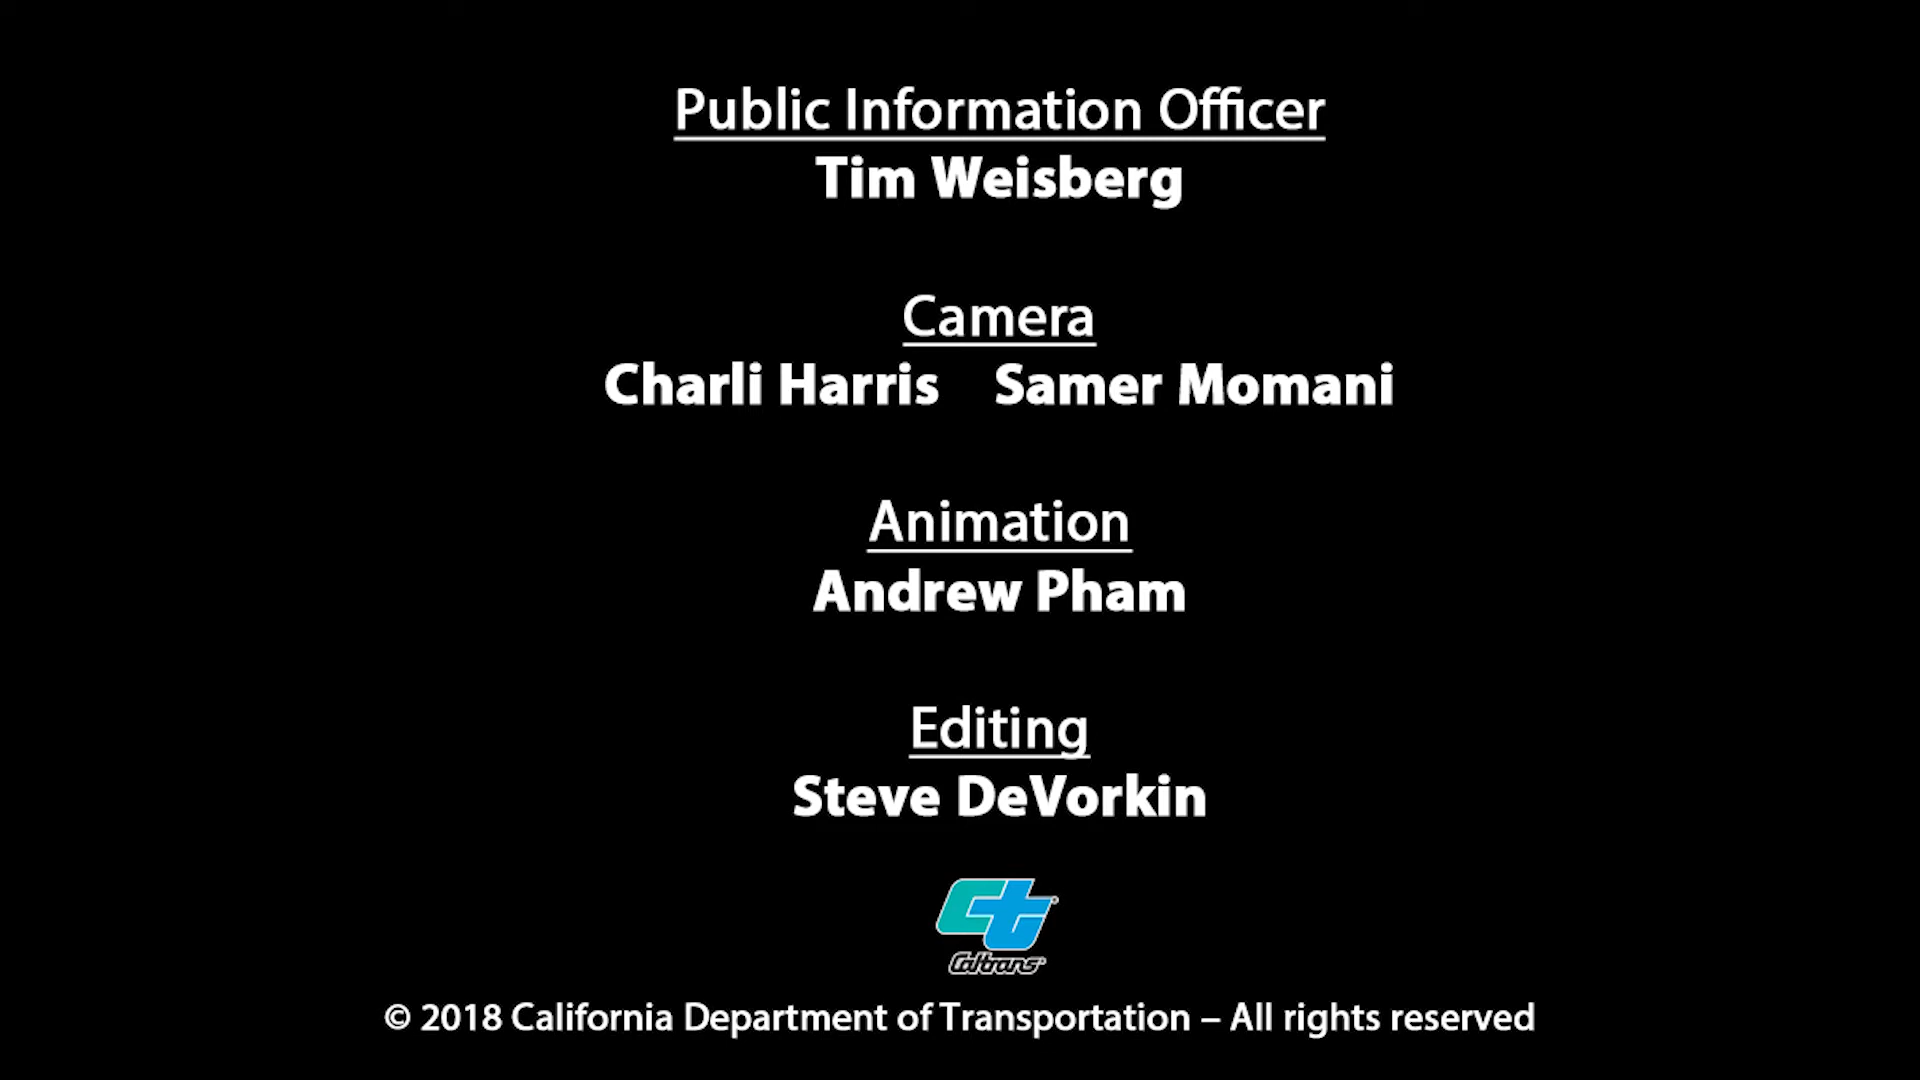 Public Information Officer
Tim Weisberg
Camera
Charli Harris Samer Momani
Animation
Andrew Pham
Editing
Steve DeVorkin
Caltrans
© 2018 California Department of Transportation – All rights reserved